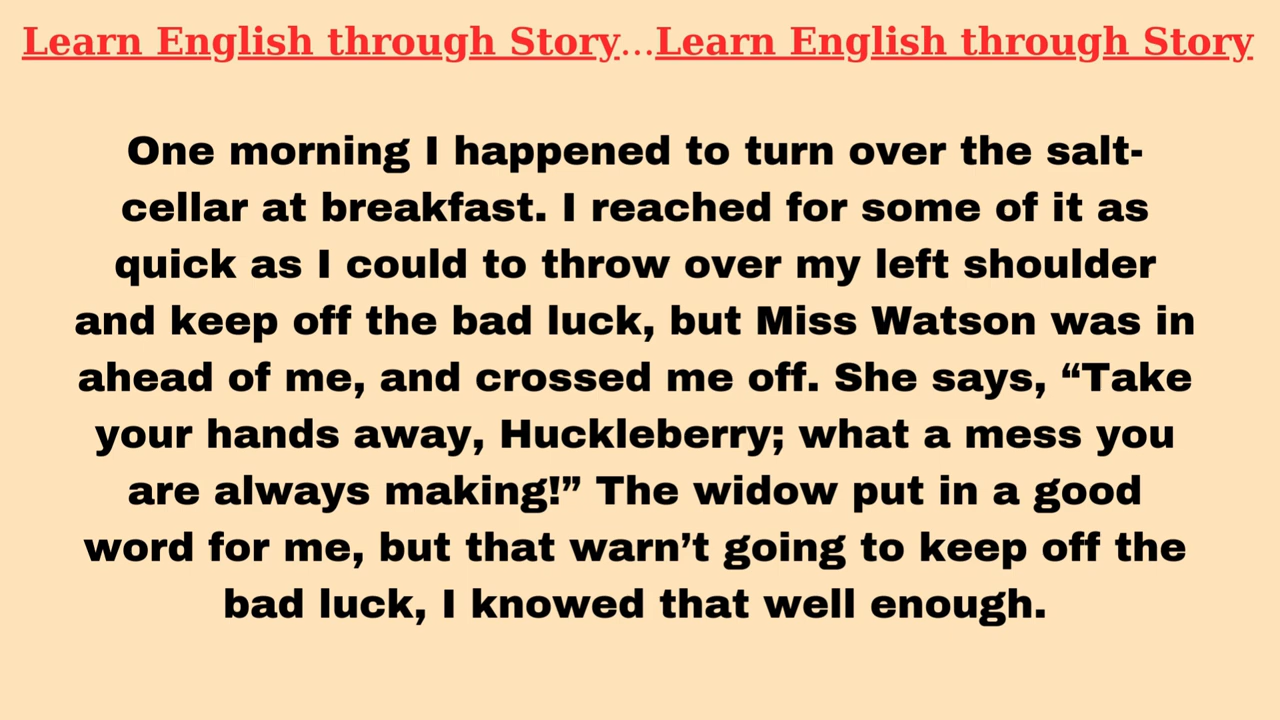 Learn English through Story...Learn English through Story
One morning I happened to turn over the salt-
cellar at breakfast. I reached for some of it as
quick as I could to throw over my left shoulder
and keep off the bad luck, but Miss Watson was in
ahead of me, and crossed me off. She says, “Take
your hands away, Huckleberry; what a mess you
are always making!” The widow put in a good
word for me, but that warn’t going to keep off the
bad luck, I knowed that well enough.